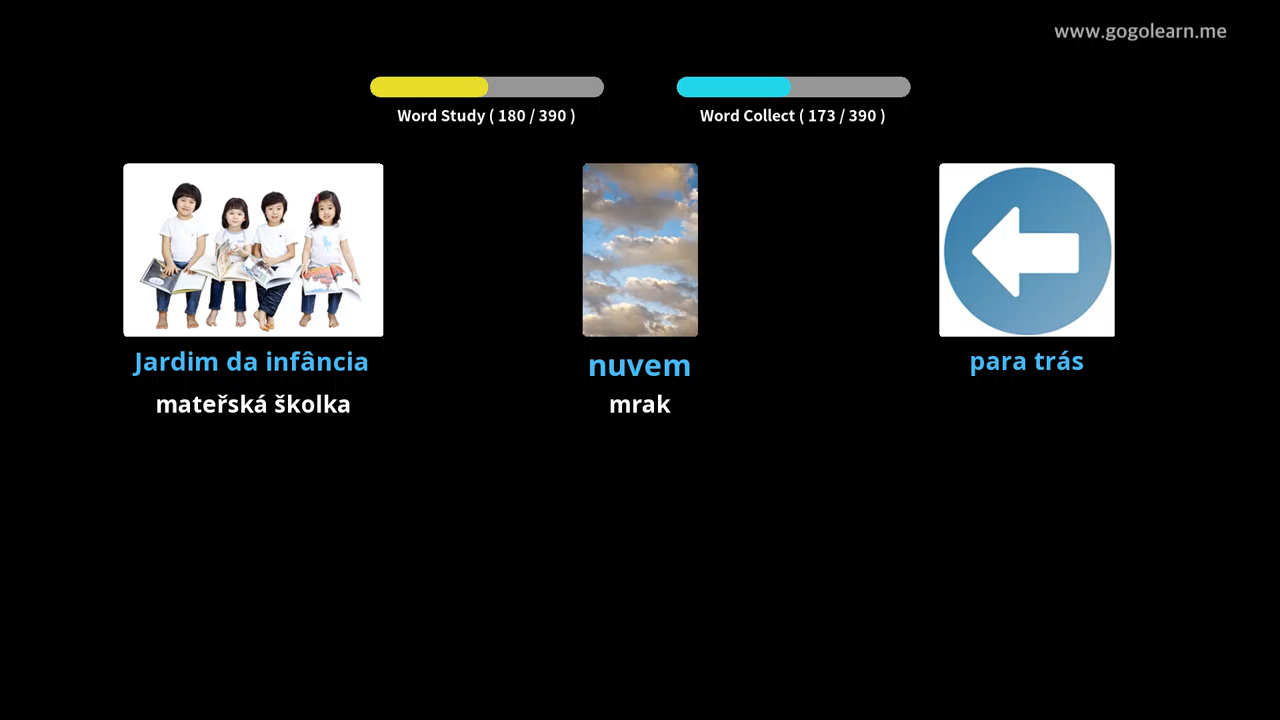 www.gogolearn.me
Word Study ( 180 / 390 )
Word Collect ( 173 / 390 )
Jardim da infância
mateřská školka
nuvem
mrak
para trás